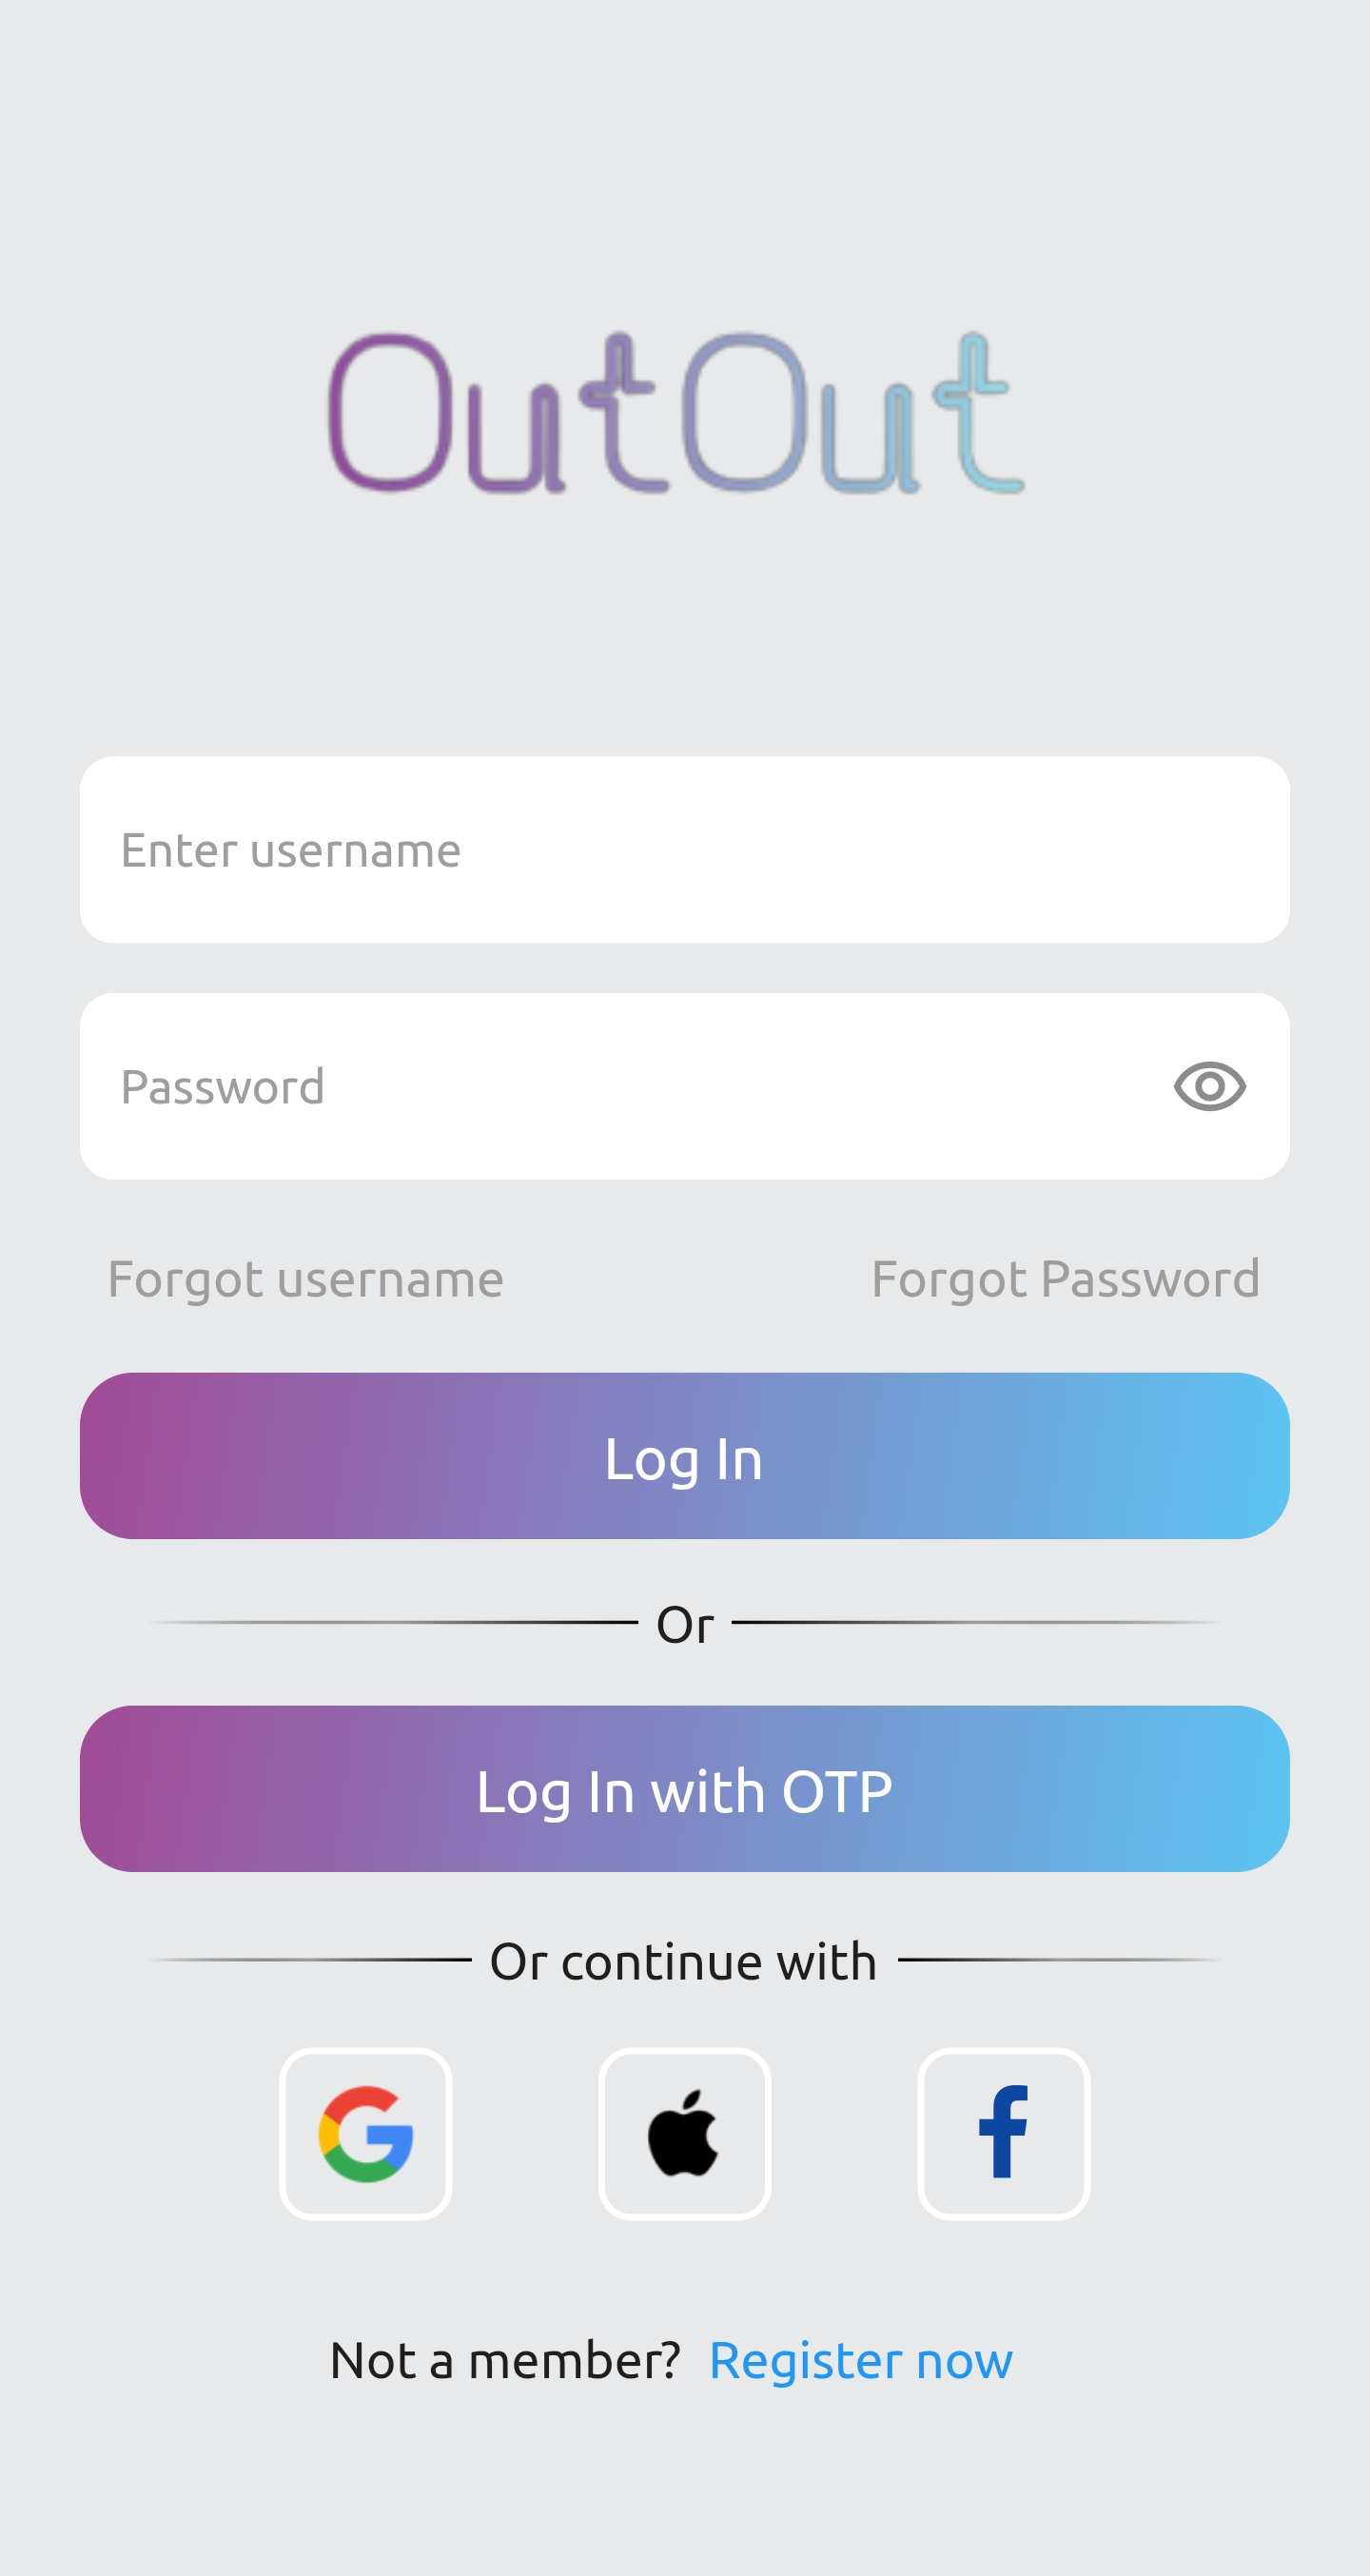 OutOut
Enter username
Password
Forgot username Forgot Password
Log In
Or
Log In with OTP
Or continue with
Not a member? Register now